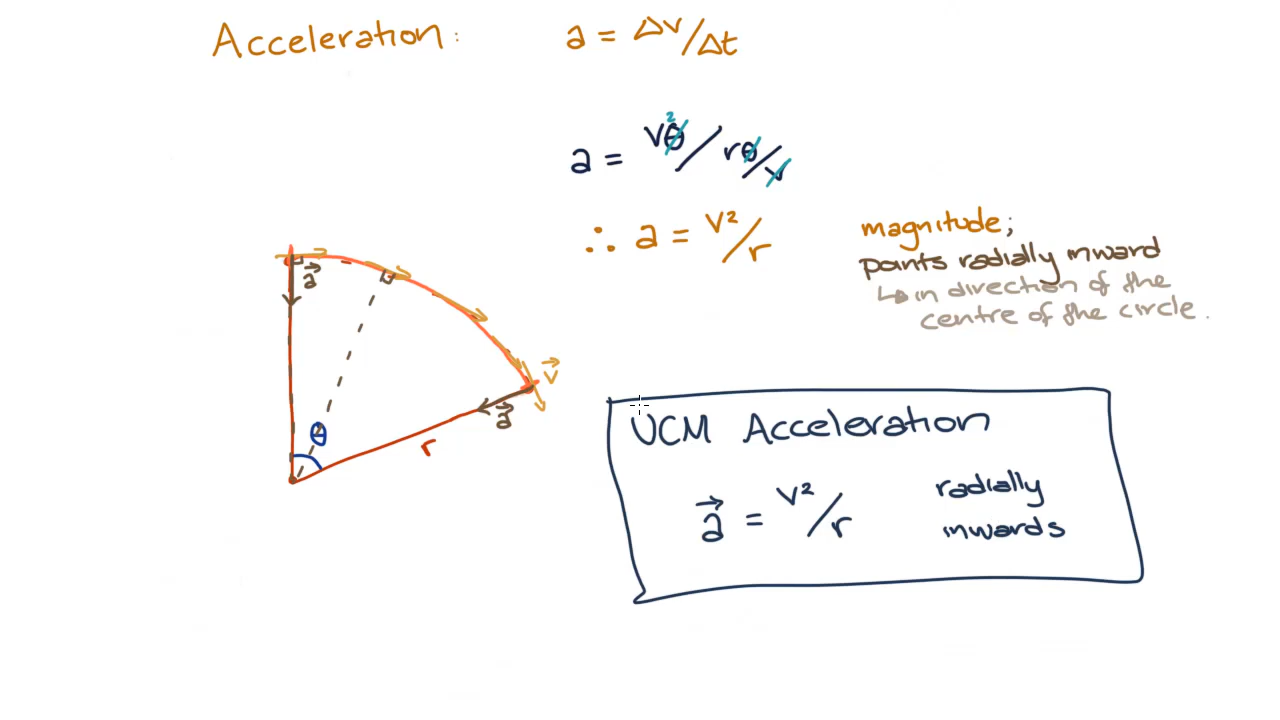 Acceleration: a = Δv/Δt
a = vθ²/rθ/v
∴ a = v²/r
magnitude;
points radially inward
↳ in direction of the
centre of the circle.
a⃗
v⃗
a⃗
θ
r
UCM Acceleration
a⃗ = v²/r radially
inwards